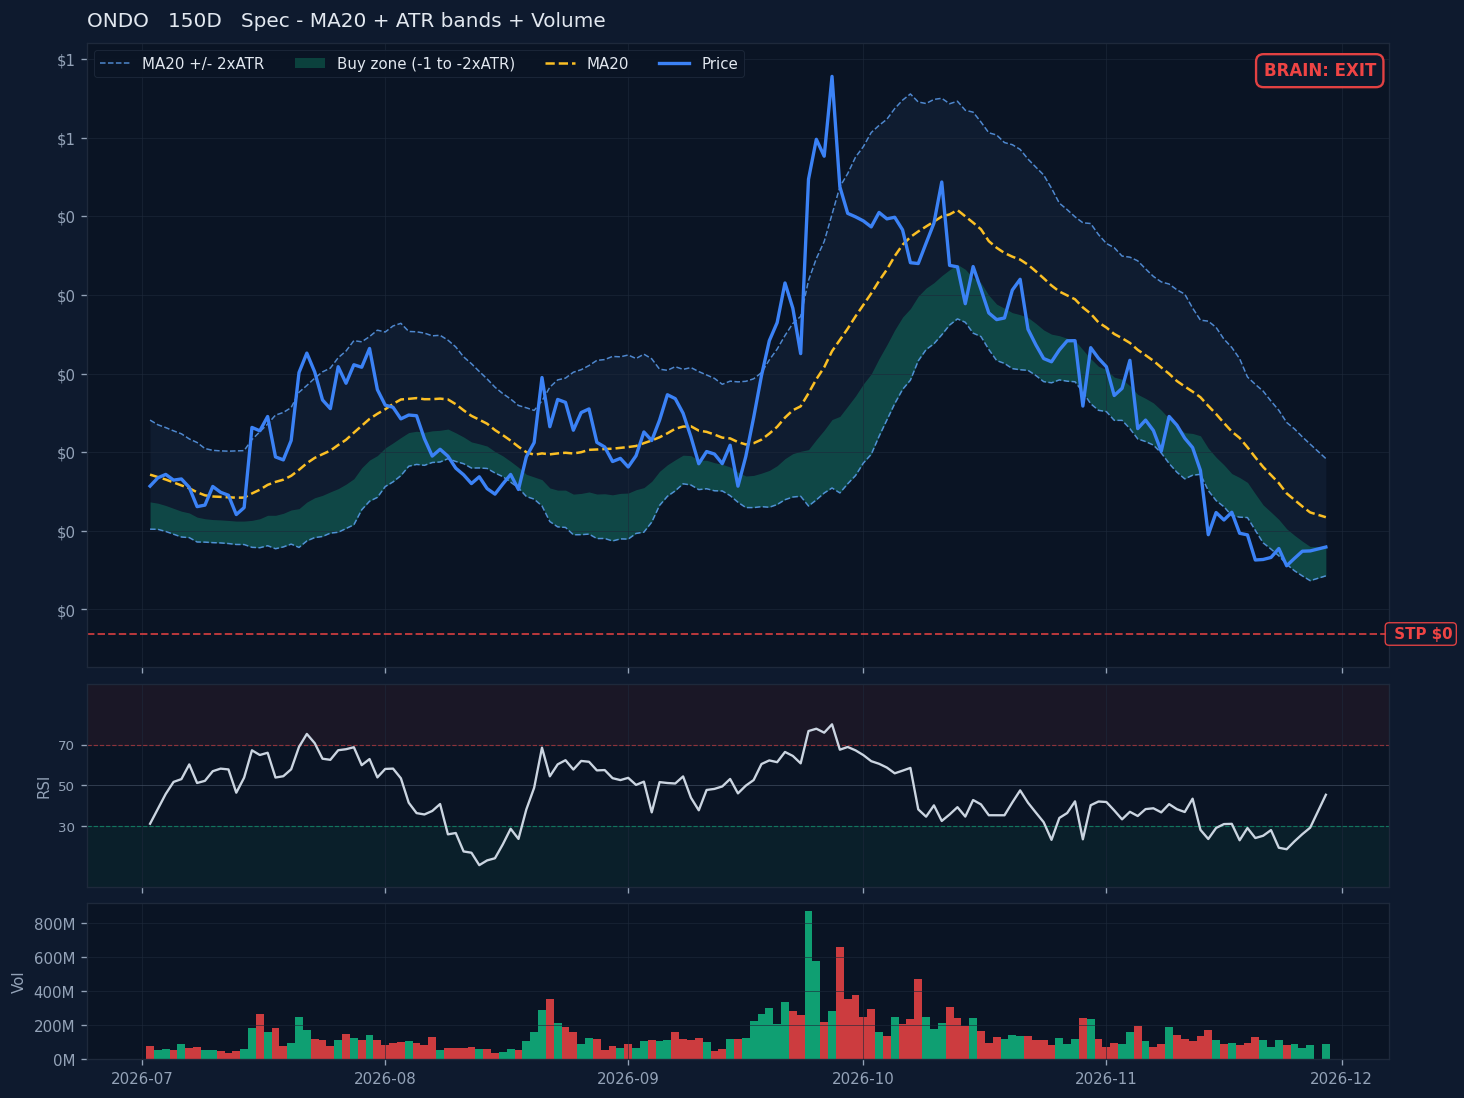 ONDO   150D   Spec - MA20 + ATR bands + Volume
MA20 +/- 2xATR
Buy zone (-1 to -2xATR)
MA20
Price
BRAIN: EXIT
$1
$1
$0
$0
$0
$0
$0
$0
STP $0
RSI
70
50
30
Vol
800M
600M
400M
200M
0M
2026-07
2026-08
2026-09
2026-10
2026-11
2026-12